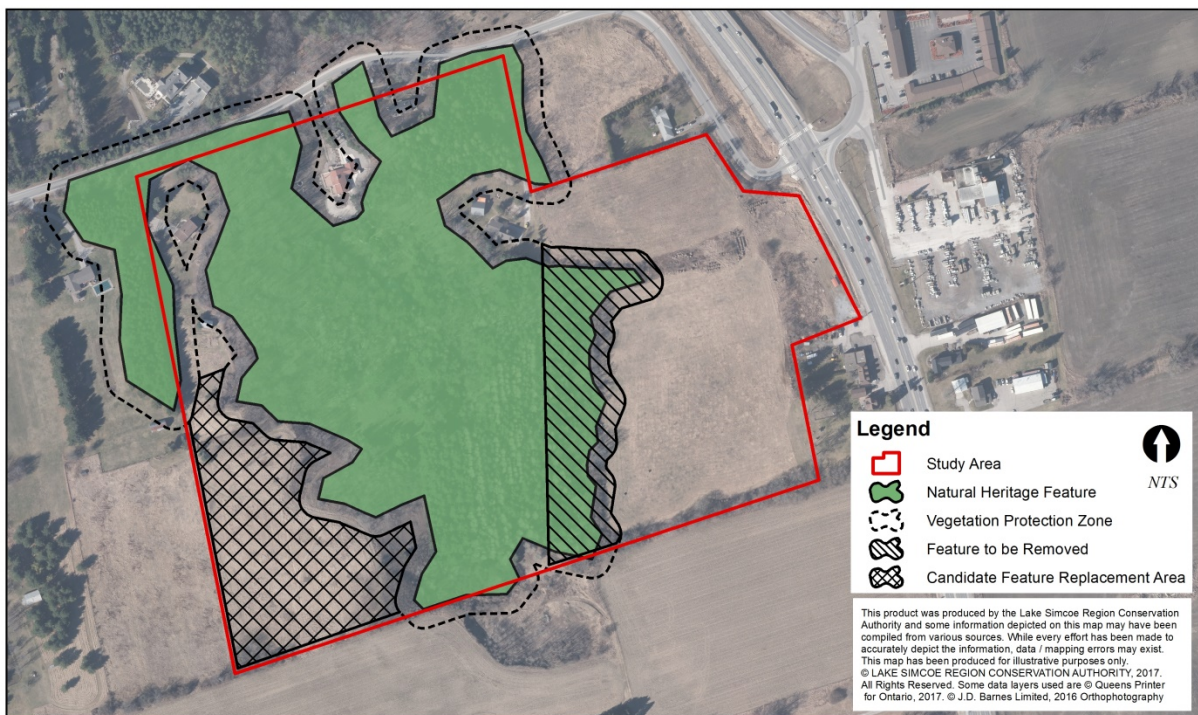 Legend
Study Area
NTS
Natural Heritage Feature
Vegetation Protection Zone
Feature to be Removed
Candidate Feature Replacement Area
This product was produced by the Lake Simcoe Region Conservation
Authority and some information depicted on this map may have been
compiled from various sources. While every effort has been made to
accurately depict the information, data / mapping errors may exist.
This map has been produced for illustrative purposes only.
© LAKE SIMCOE REGION CONSERVATION AUTHORITY, 2017.
All Rights Reserved. Some data layers used are © Queens Printer
for Ontario, 2017. © J.D. Barnes Limited, 2016 Orthophotography